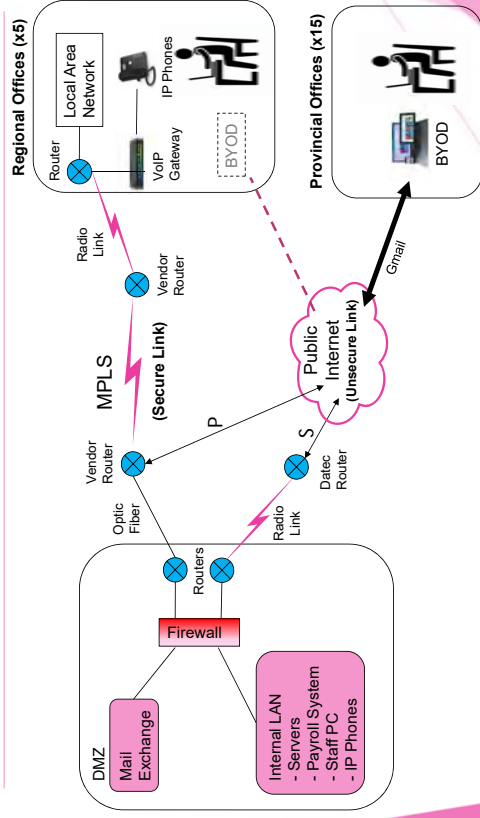 DMZ
Mail
Exchange
Internal LAN
- Servers
- Payroll System
- Staff PC
- IP Phones
Firewall
Routers
Optic
Fiber
Radio
Link
Vendor
Router
Datec
Router
MPLS
(Secure Link)
P
S
Public
Internet
(Unsecure Link)
Vendor
Router
Radio
Link
Regional Offices (x5)
Router
Local Area
Network
VoIP
Gateway
IP Phones
BYOD
Gmail
Provincial Offices (x15)
BYOD